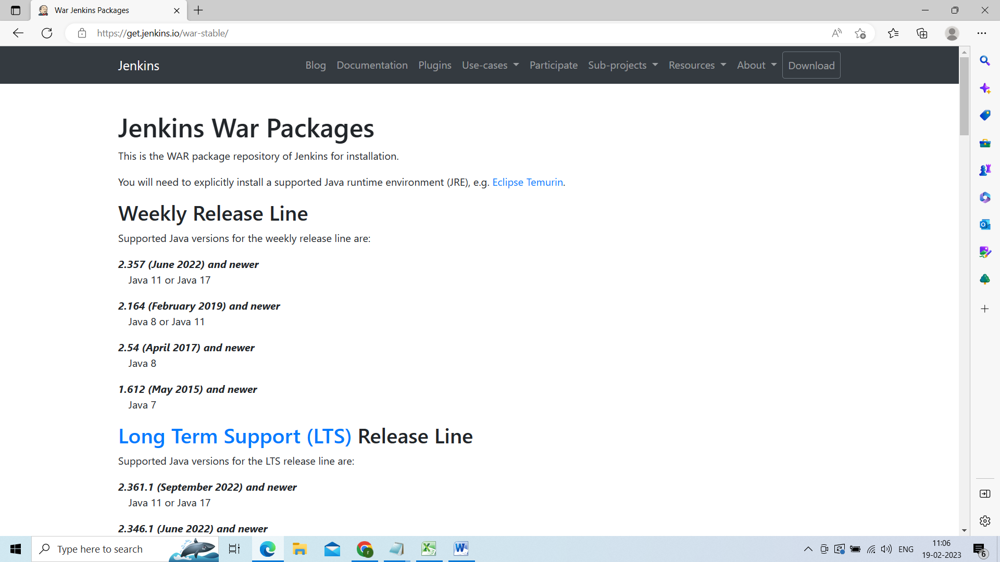 War Jenkins Packages
https://get.jenkins.io/war-stable/
Jenkins
Blog Documentation Plugins Use-cases Participate Sub-projects Resources About Download
Jenkins War Packages
This is the WAR package repository of Jenkins for installation.
You will need to explicitly install a supported Java runtime environment (JRE), e.g. Eclipse Temurin.
Weekly Release Line
Supported Java versions for the weekly release line are:
2.357 (June 2022) and newer
Java 11 or Java 17
2.164 (February 2019) and newer
Java 8 or Java 11
2.54 (April 2017) and newer
Java 8
1.612 (May 2015) and newer
Java 7
Long Term Support (LTS) Release Line
Supported Java versions for the LTS release line are:
2.361.1 (September 2022) and newer
Java 11 or Java 17
2.346.1 (June 2022) and newer
Type here to search
ENG
11:06
19-02-2023
6